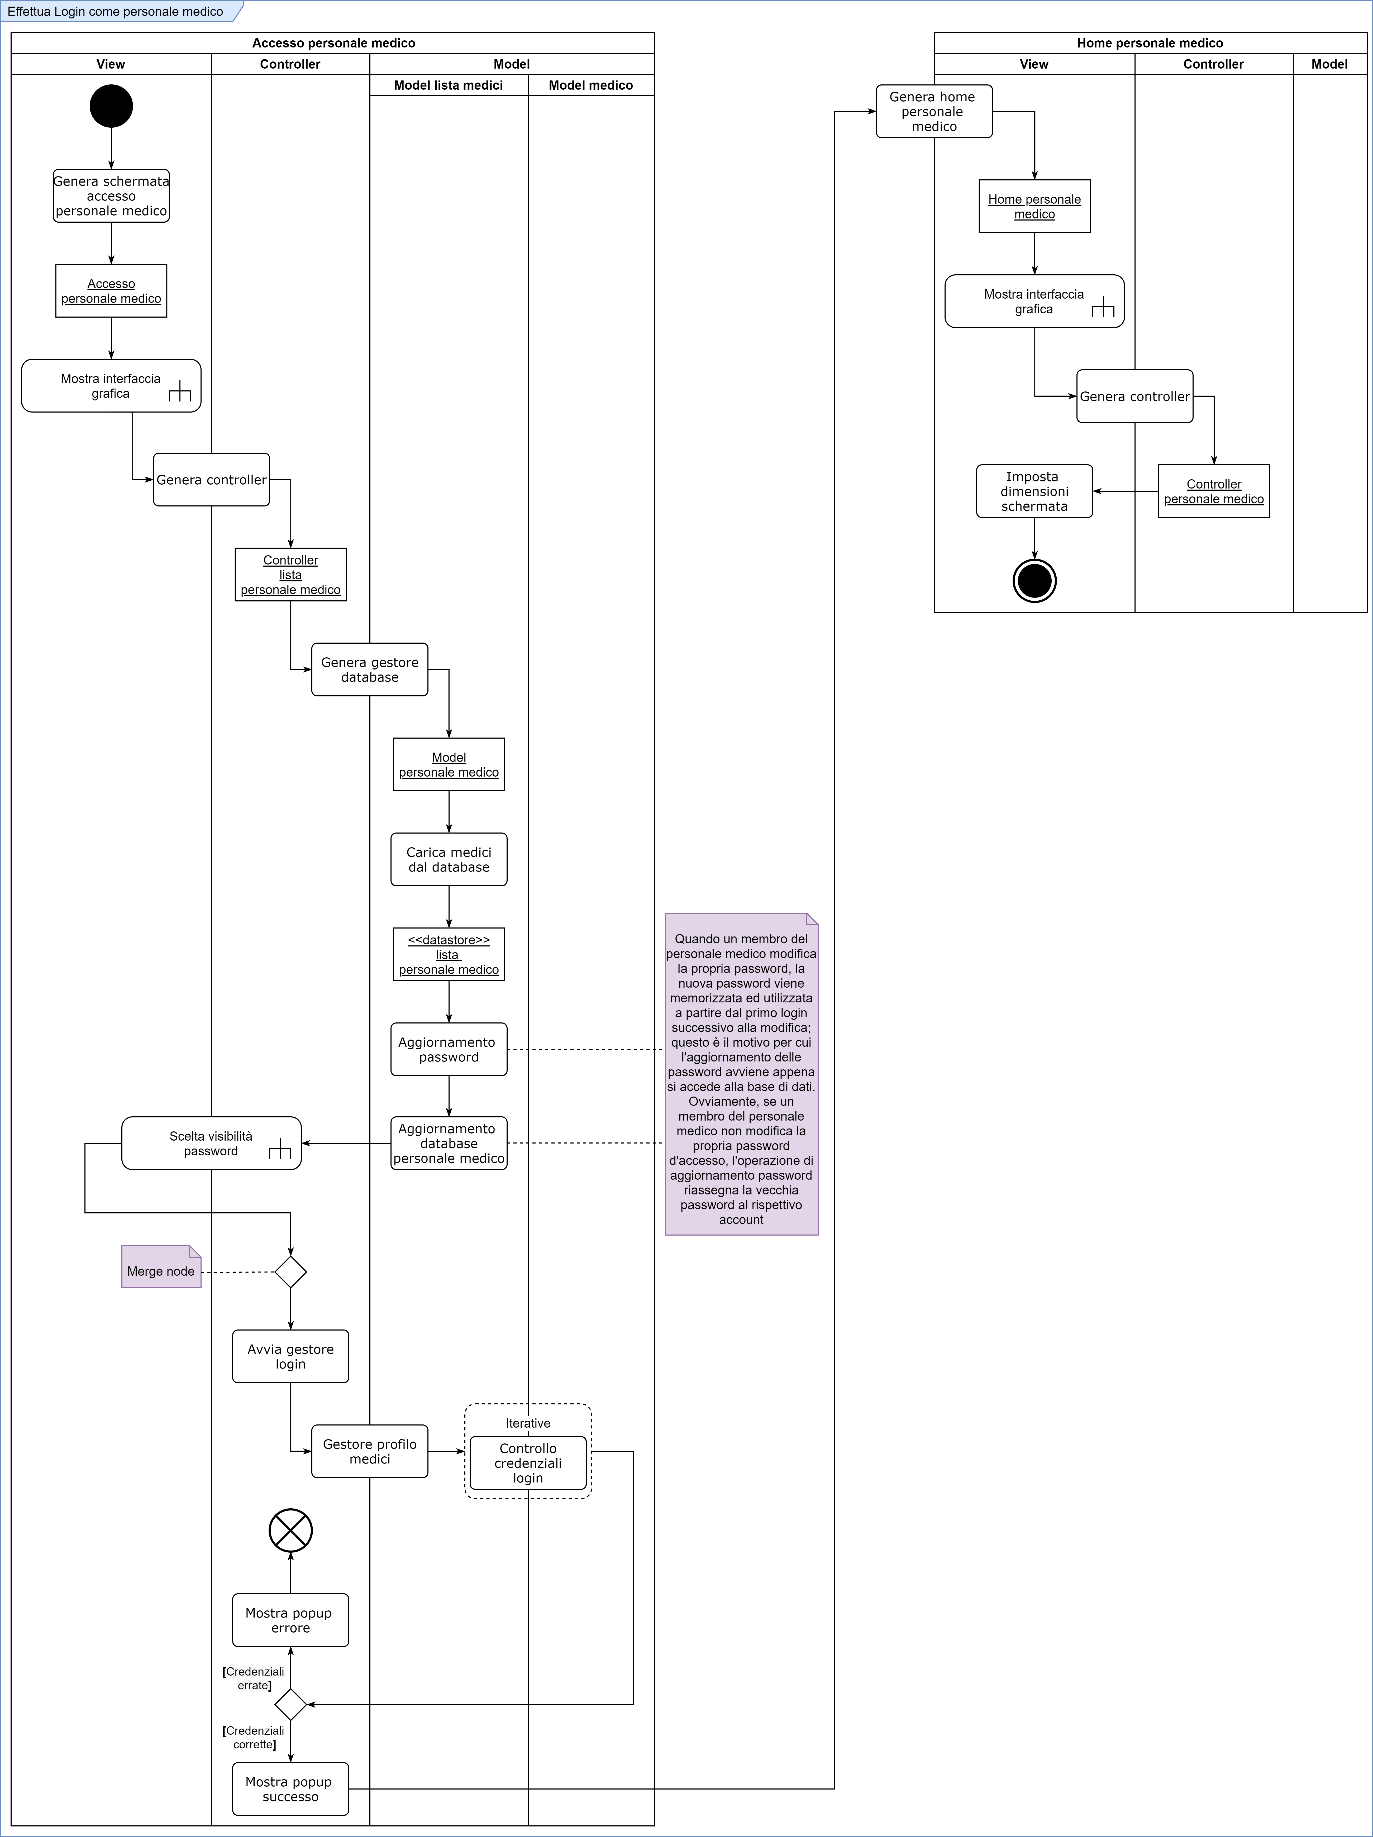 Effettua Login come personale medico
Accesso personale medico
View
Controller
Model
Model lista medici
Model medico
Genera schermata
accesso
personale medico
Accesso
personale medico
Mostra interfaccia
grafica
Genera controller
Controller
lista
personale medico
Genera gestore
database
Model
personale medico
Carica medici
dal database
<<datastore>>
lista
personale medico
Aggiornamento
password
Aggiornamento
database
personale medico
Quando un membro del
personale medico modifica
la propria password, la
nuova password viene
memorizzata ed utilizzata
a partire dal primo login
successivo alla modifica;
questo è il motivo per cui
l'aggiornamento delle
password avviene appena
si accede alla base di dati.
Ovviamente, se un
membro del personale
medico non modifica la
propria password
d'accesso, l'operazione di
aggiornamento password
riassegna la vecchia
password al rispettivo
account
Scelta visibilità
password
Merge node
Avvia gestore
login
Gestore profilo
medici
Iterative
Controllo
credenziali
login
Mostra popup
errore
[Credenziali
errate]
[Credenziali
corrette]
Mostra popup
successo
Home personale medico
View
Controller
Model
Genera home
personale
medico
Home personale
medico
Mostra interfaccia
grafica
Genera controller
Controller
personale medico
Imposta
dimensioni
schermata